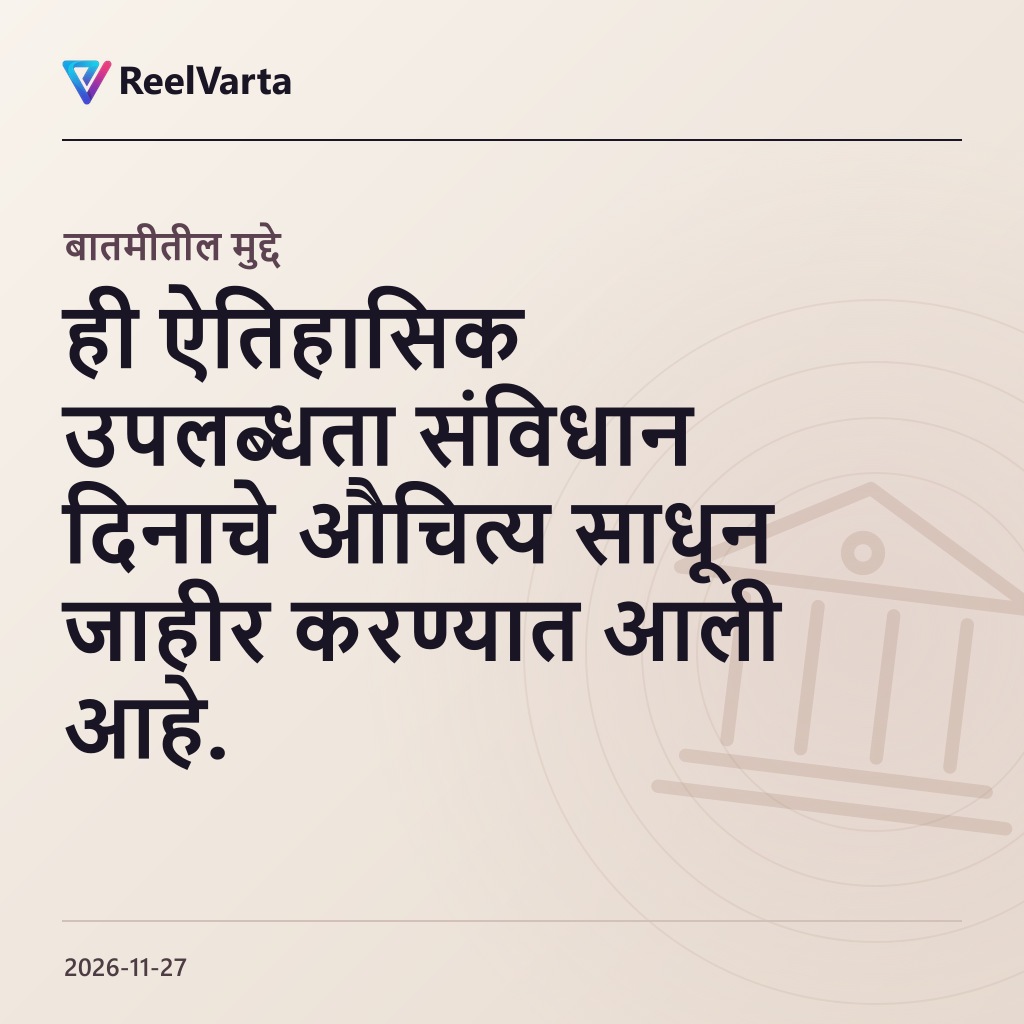 ReelVarta
बातमीतील मुद्दे
ही ऐतिहासिक
उपलब्धता संविधान
दिनाचे औचित्य साधून
जाहीर करण्यात आली
आहे.
2026-11-27